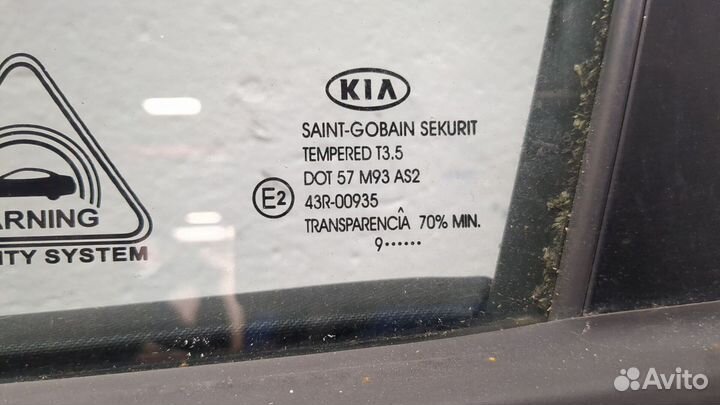 KIA
SAINT-GOBAIN SEKURIT
TEMPERED T3.5
DOT 57 M93 AS2
E2
43R-00935
TRANSPARENCÎA 70% MIN.
9••••••
ARNING
ITY SYSTEM
Avito